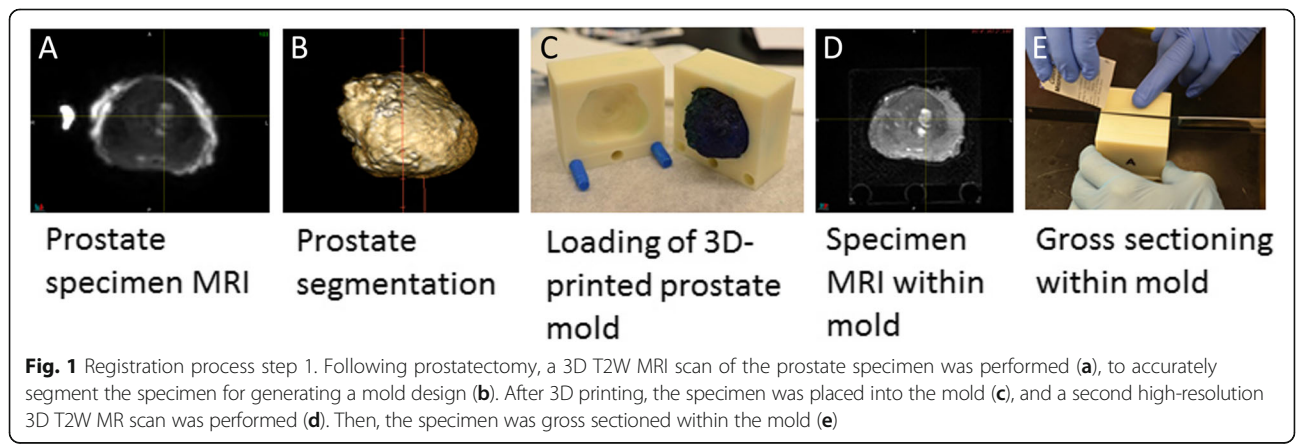 A
B
C
D
E
A
Prostate
specimen MRI
Prostate
segmentation
Loading of 3D-
printed prostate
mold
Specimen
MRI within
mold
Gross sectioning
within mold
Fig. 1 Registration process step 1. Following prostatectomy, a 3D T2W MRI scan of the prostate specimen was performed (a), to accurately
segment the specimen for generating a mold design (b). After 3D printing, the specimen was placed into the mold (c), and a second high-resolution
3D T2W MR scan was performed (d). Then, the specimen was gross sectioned within the mold (e)